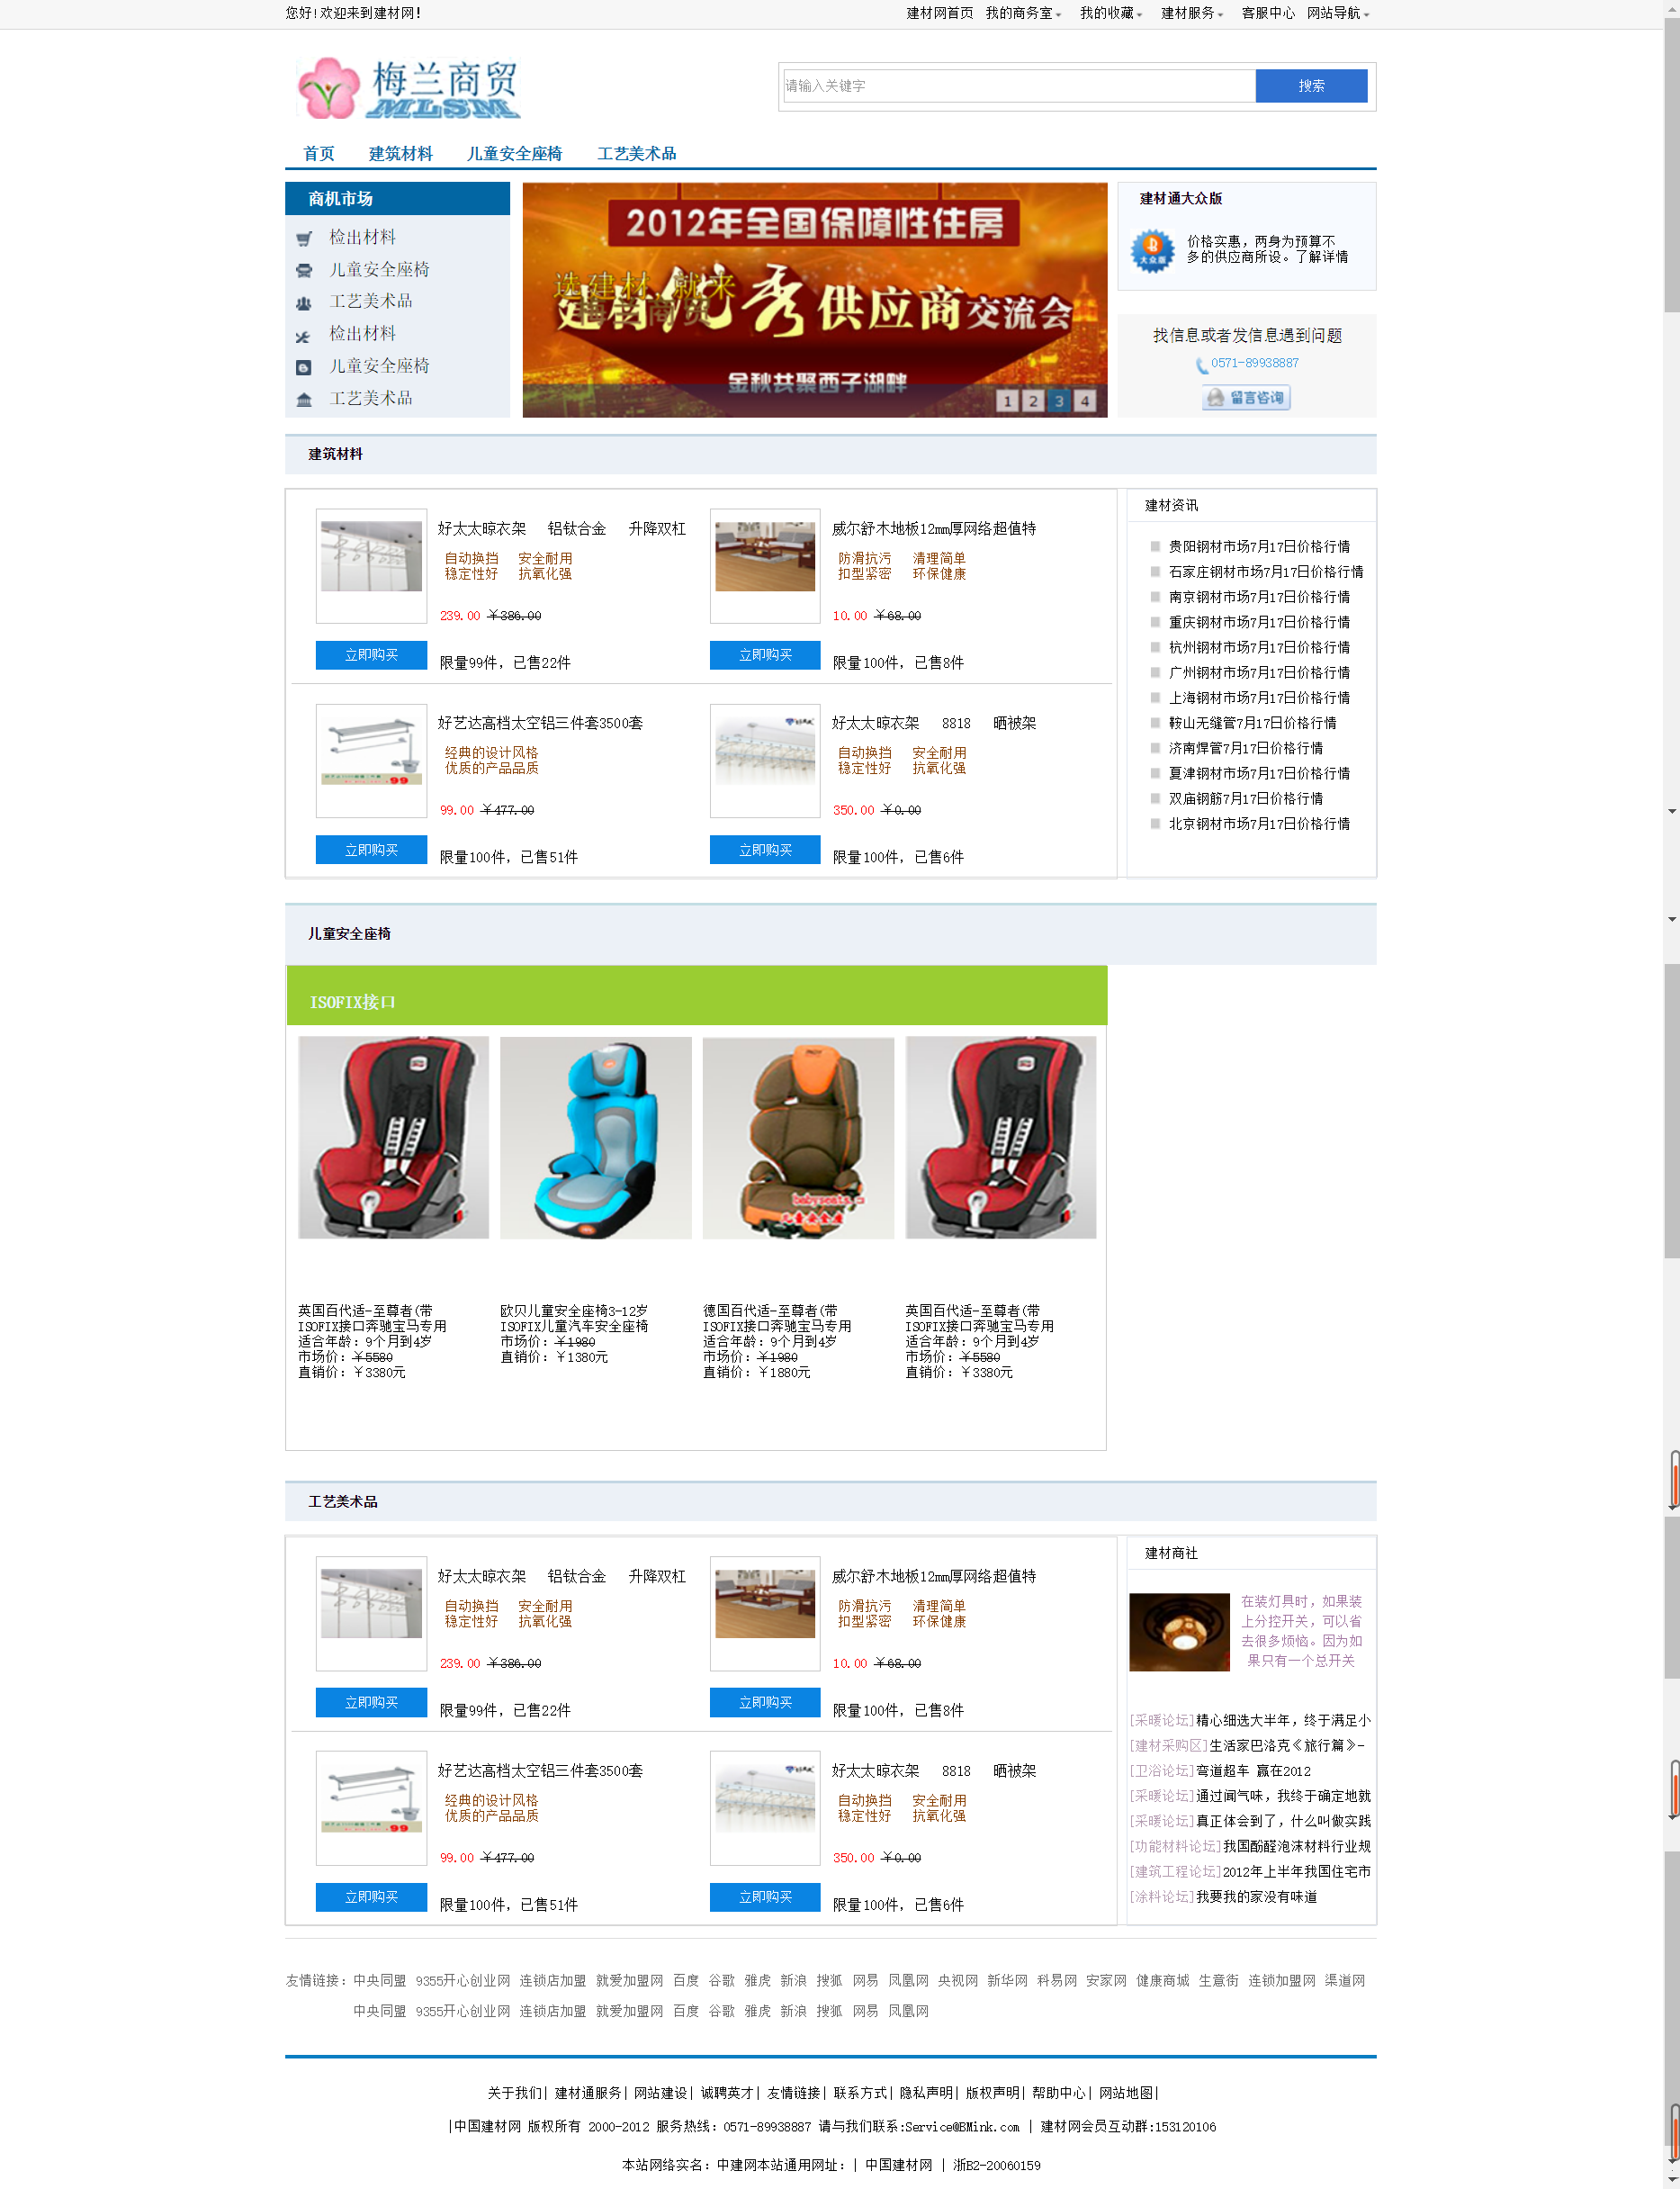 您好!欢迎来到建材网!
建材网首页 我的商务室 我的收藏 建材服务 客服中心 网站导航
梅兰商贸
MLSM
请输入关键字
搜索
首页 建筑材料 儿童安全座椅 工艺美术品
商机市场
检出材料
儿童安全座椅
工艺美术品
检出材料
儿童安全座椅
工艺美术品
2012年全国保障性住房
选建材 就来
梅兰商贸
建材优秀供应商交流会
金秋共聚西子湖畔
1 2 3 4
建材通大众版
大众版
价格实惠，两身为预算不
多的供应商所设。了解详情
找信息或者发信息遇到问题
0571-89938887
留言咨询
建筑材料
好太太晾衣架 铝钛合金 升降双杠
自动换挡 安全耐用
稳定性好 抗氧化强
239.00 ￥386.00
立即购买
限量99件，已售22件
威尔舒木地板12mm厚网络超值特
防滑抗污 清理简单
扣型紧密 环保健康
10.00 ￥68.00
立即购买
限量100件，已售8件
好艺达高档太空铝三件套3500套
经典的设计风格
优质的产品品质
99.00 ￥477.00
99
立即购买
限量100件，已售51件
好太太晾衣架 8818 晒被架
自动换挡 安全耐用
稳定性好 抗氧化强
350.00 ￥0.00
立即购买
限量100件，已售6件
建材资讯
贵阳钢材市场7月17日价格行情
石家庄钢材市场7月17日价格行情
南京钢材市场7月17日价格行情
重庆钢材市场7月17日价格行情
杭州钢材市场7月17日价格行情
广州钢材市场7月17日价格行情
上海钢材市场7月17日价格行情
鞍山无缝管7月17日价格行情
济南焊管7月17日价格行情
夏津钢材市场7月17日价格行情
双庙钢筋7月17日价格行情
北京钢材市场7月17日价格行情
儿童安全座椅
ISOFIX接口
英国百代适-至尊者(带
ISOFIX接口奔驰宝马专用
适合年龄：9个月到4岁
市场价：￥5580
直销价：￥3380元
欧贝儿童安全座椅3-12岁
ISOFIX儿童汽车安全座椅
市场价：￥1980
直销价：￥1380元
德国百代适-至尊者(带
ISOFIX接口奔驰宝马专用
适合年龄：9个月到4岁
市场价：￥1980
直销价：￥1880元
英国百代适-至尊者(带
ISOFIX接口奔驰宝马专用
适合年龄：9个月到4岁
市场价：￥5580
直销价：￥3380元
工艺美术品
好太太晾衣架 铝钛合金 升降双杠
自动换挡 安全耐用
稳定性好 抗氧化强
239.00 ￥386.00
立即购买
限量99件，已售22件
威尔舒木地板12mm厚网络超值特
防滑抗污 清理简单
扣型紧密 环保健康
10.00 ￥68.00
立即购买
限量100件，已售8件
好艺达高档太空铝三件套3500套
经典的设计风格
优质的产品品质
99.00 ￥477.00
99
立即购买
限量100件，已售51件
好太太晾衣架 8818 晒被架
自动换挡 安全耐用
稳定性好 抗氧化强
350.00 ￥0.00
立即购买
限量100件，已售6件
建材商社
在装灯具时，如果装
上分控开关，可以省
去很多烦恼。因为如
果只有一个总开关
[采暖论坛]精心细选大半年，终于满足小
[建材采购区]生活家巴洛克《旅行篇》-
[卫浴论坛]弯道超车 赢在2012
[采暖论坛]通过闻气味，我终于确定地就
[采暖论坛]真正体会到了，什么叫做实践
[功能材料论坛]我国酚醛泡沫材料行业规
[建筑工程论坛]2012年上半年我国住宅市
[涂料论坛]我要我的家没有味道
友情链接：中央同盟 9355开心创业网 连锁店加盟 就爱加盟网 百度 谷歌 雅虎 新浪 搜狐 网易 凤凰网 央视网 新华网 科易网 安家网 健康商城 生意街 连锁加盟网 渠道网
中央同盟 9355开心创业网 连锁店加盟 就爱加盟网 百度 谷歌 雅虎 新浪 搜狐 网易 凤凰网
关于我们| 建材通服务| 网站建设| 诚聘英才| 友情链接| 联系方式| 隐私声明| 版权声明| 帮助中心| 网站地图|
|中国建材网 版权所有 2000-2012 服务热线：0571-89938887 请与我们联系:Service@BMink.com | 建材网会员互动群:153120106
本站网络实名：中建网本站通用网址：| 中国建材网 | 浙B2-20060159